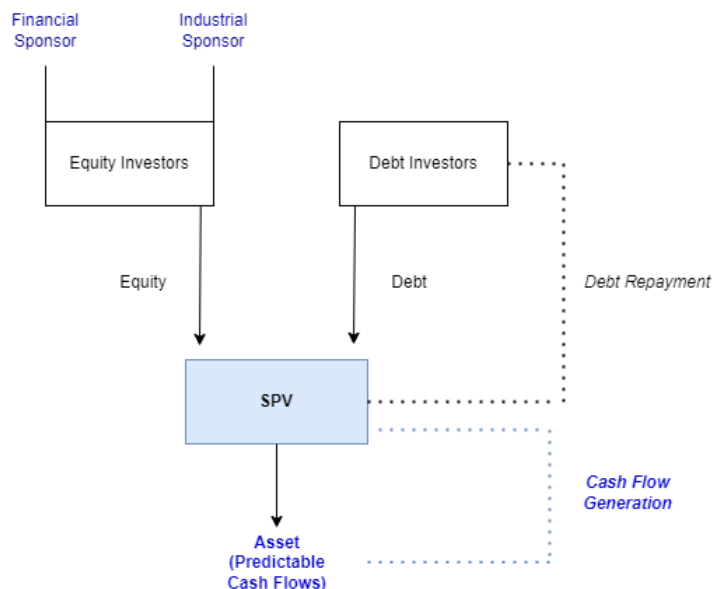 Financial
Sponsor
Industrial
Sponsor
Equity Investors
Debt Investors
Equity
Debt
Debt Repayment
SPV
Cash Flow
Generation
Asset
(Predictable
Cash Flows)